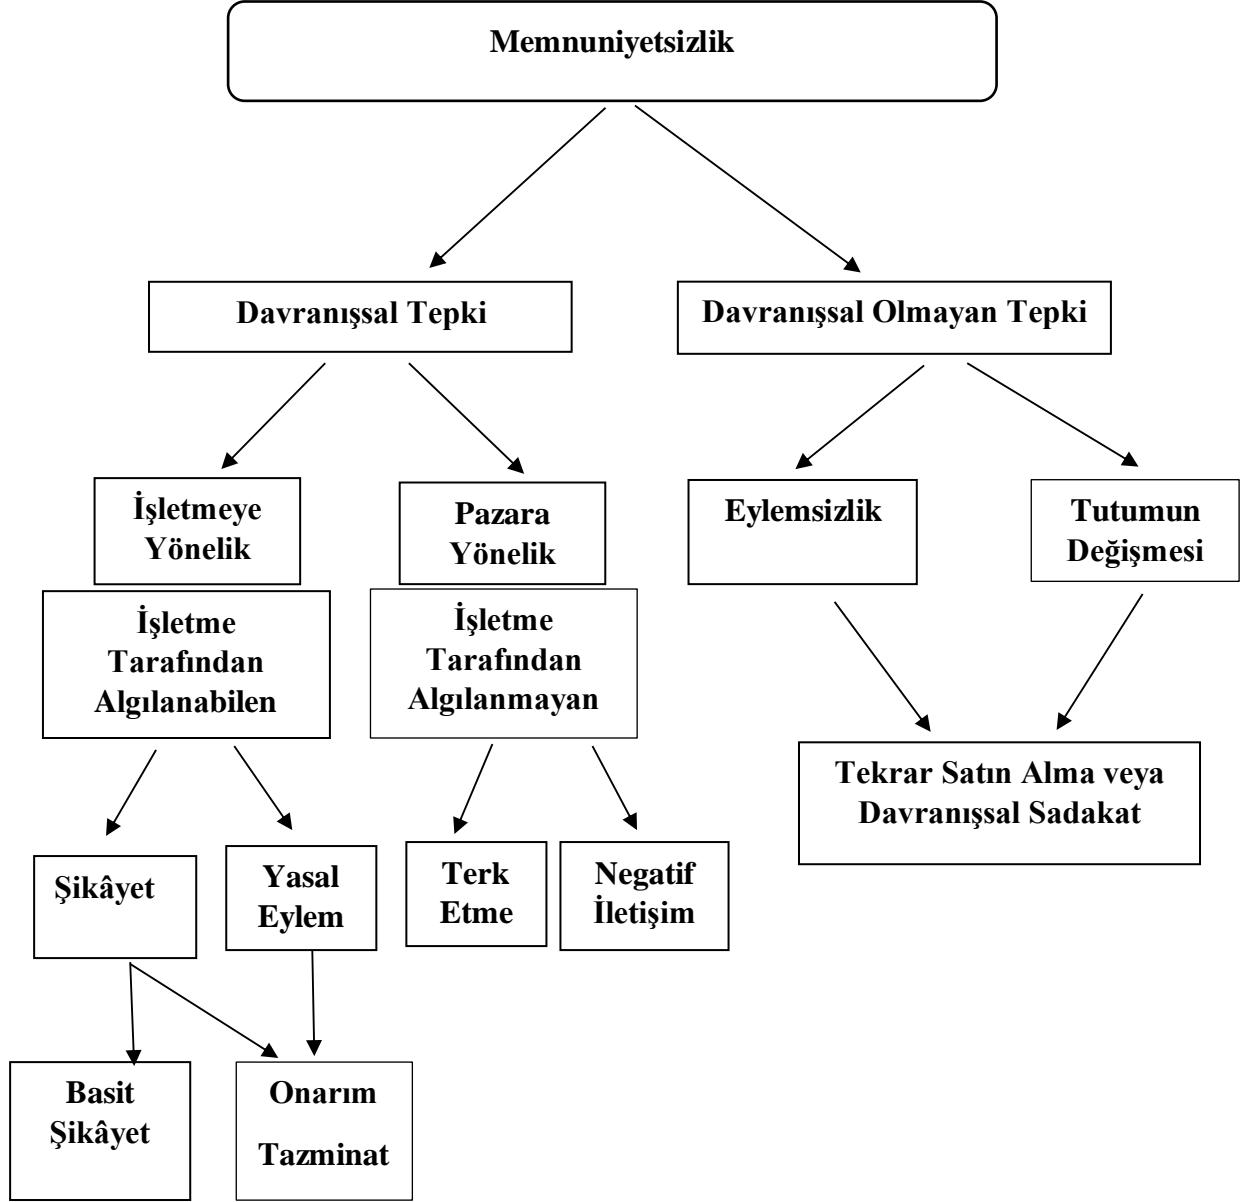 Memnuniyetsizlik
Davranışsal Tepki
Davranışsal Olmayan Tepki
İşletmeye
Yönelik
Pazara
Yönelik
Eylemsizlik
Tutumun
Değişmesi
İşletme
Tarafından
Algılanabilen
İşletme
Tarafından
Algılanmayan
Tekrar Satın Alma veya
Davranışsal Sadakat
Şikâyet
Yasal
Eylem
Terk
Etme
Negatif
İletişim
Basit
Şikâyet
Onarım
Tazminat